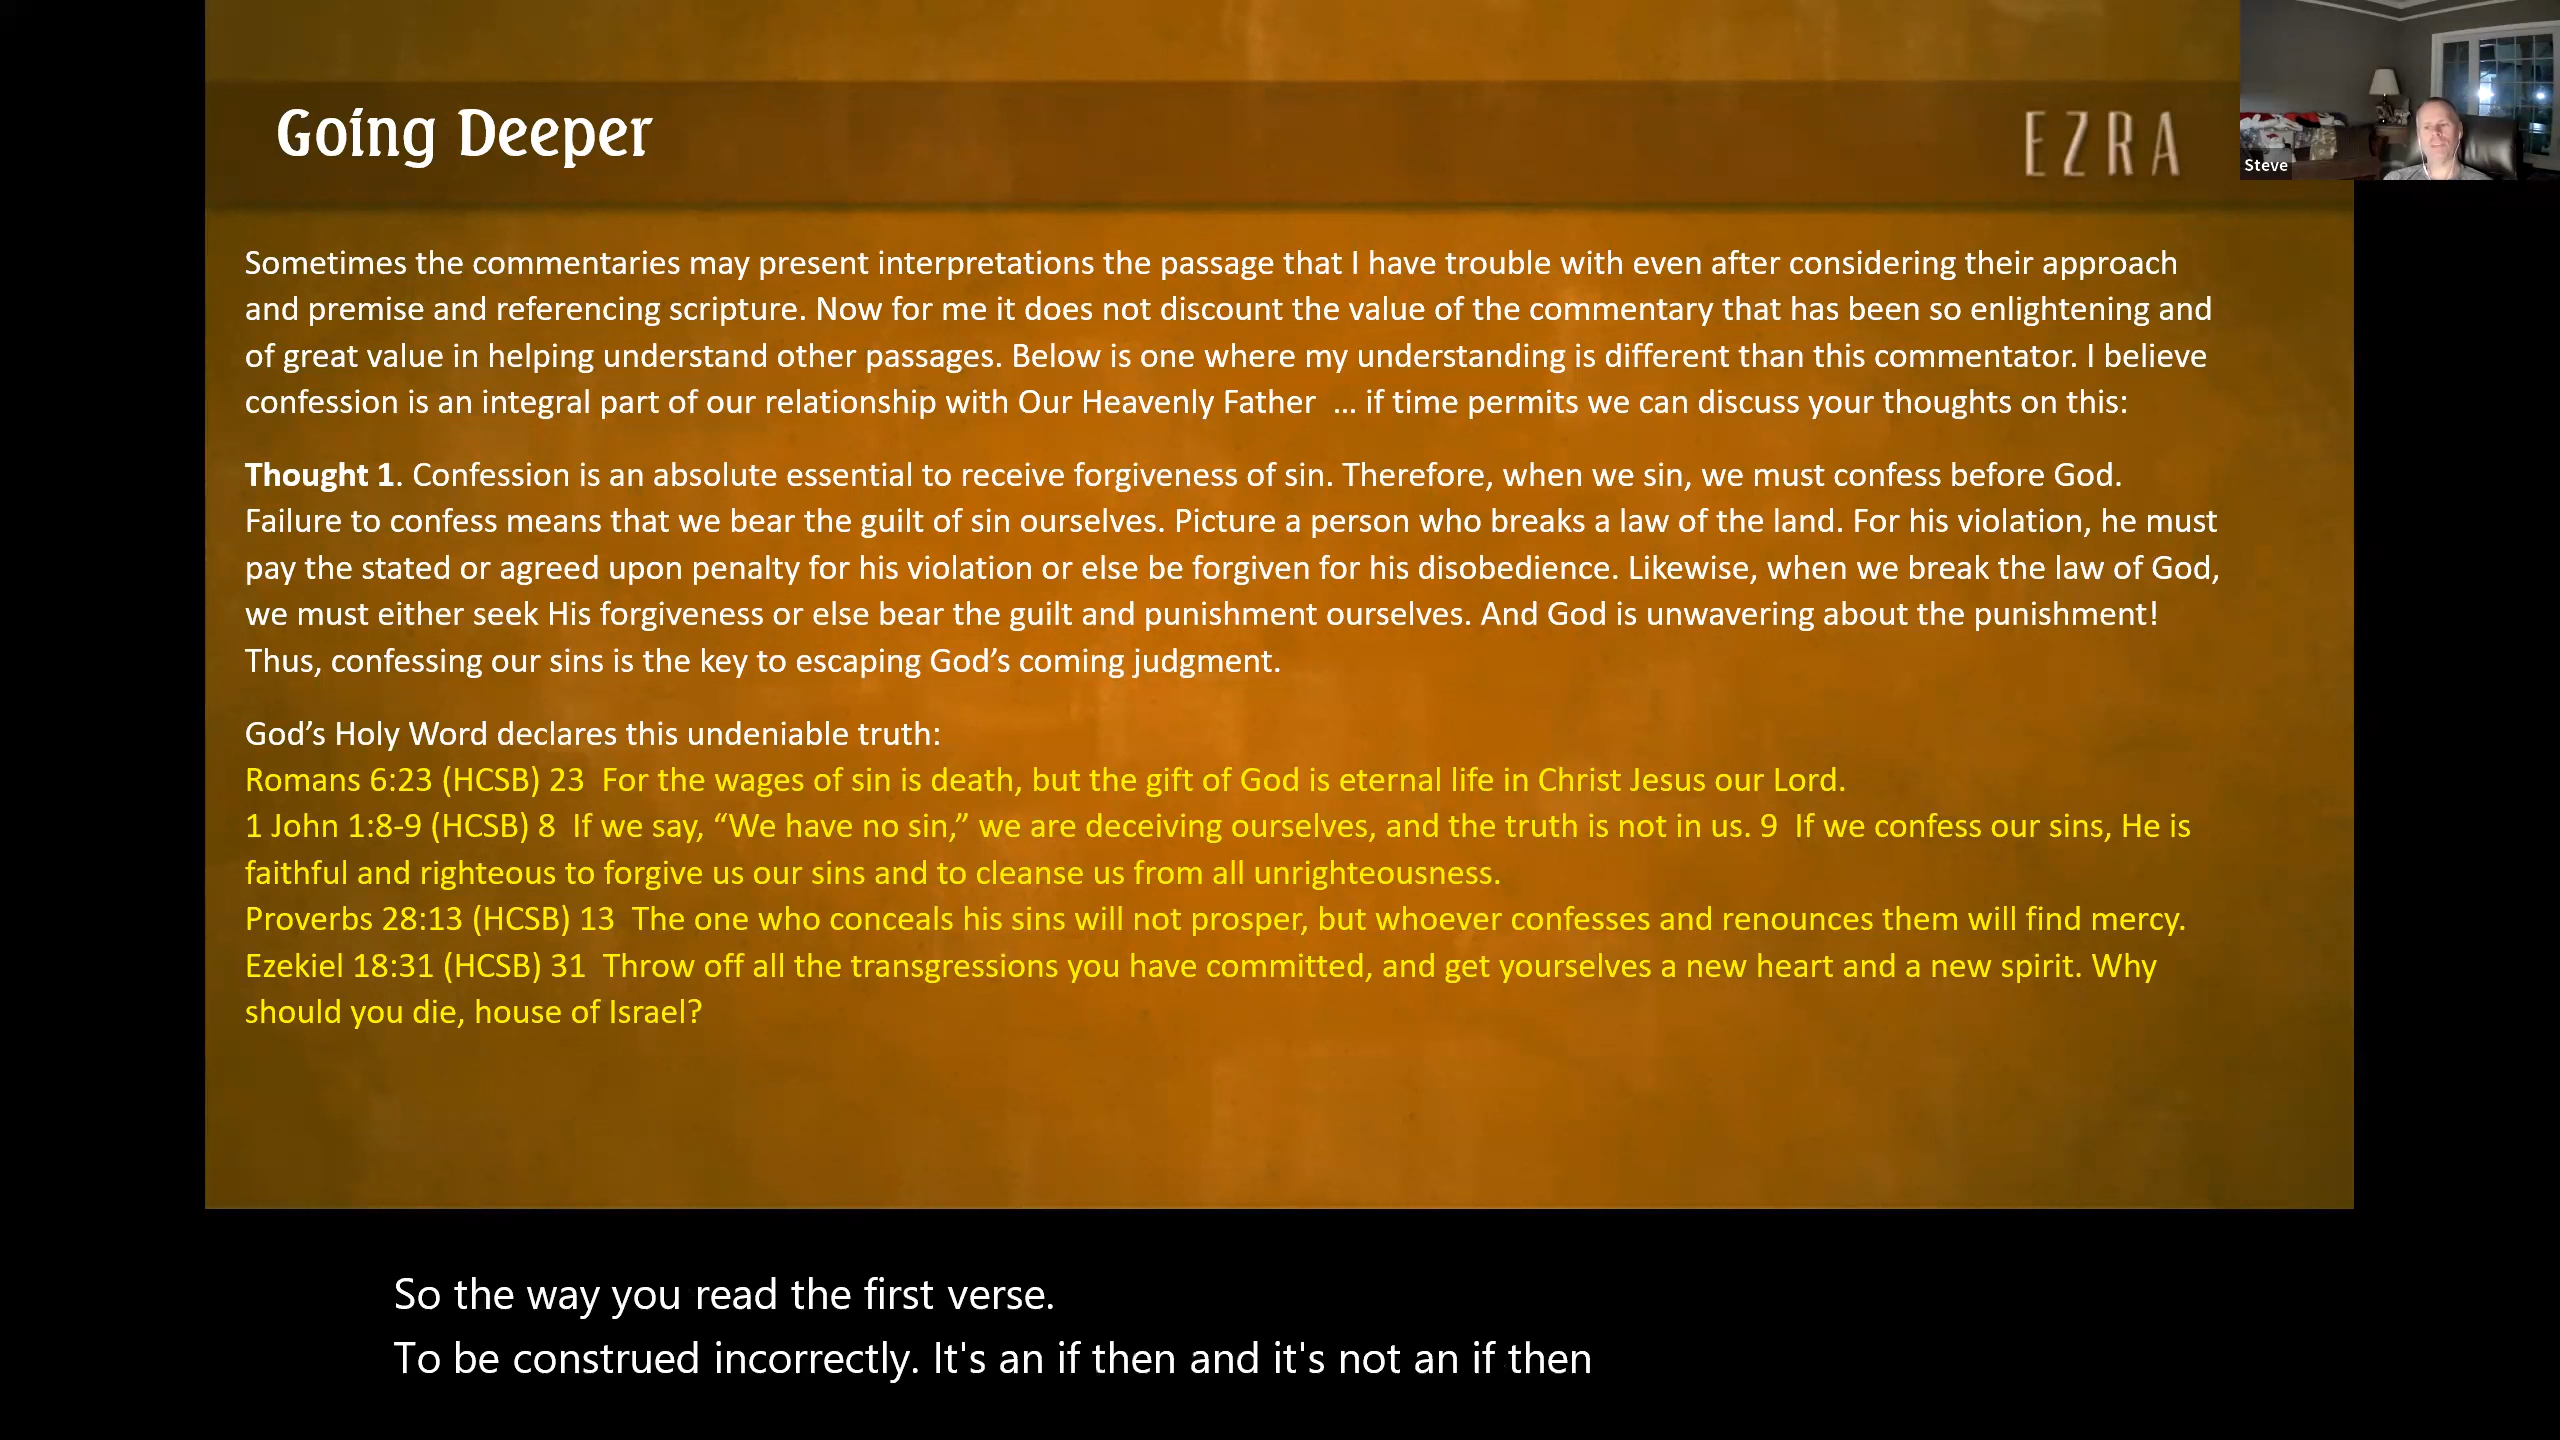 Going Deeper
EZRA
Steve
Sometimes the commentaries may present interpretations the passage that I have trouble with even after considering their approach
and premise and referencing scripture. Now for me it does not discount the value of the commentary that has been so enlightening and
of great value in helping understand other passages. Below is one where my understanding is different than this commentator. I believe
confession is an integral part of our relationship with Our Heavenly Father  … if time permits we can discuss your thoughts on this:
Thought 1. Confession is an absolute essential to receive forgiveness of sin. Therefore, when we sin, we must confess before God.
Failure to confess means that we bear the guilt of sin ourselves. Picture a person who breaks a law of the land. For his violation, he must
pay the stated or agreed upon penalty for his violation or else be forgiven for his disobedience. Likewise, when we break the law of God,
we must either seek His forgiveness or else bear the guilt and punishment ourselves. And God is unwavering about the punishment!
Thus, confessing our sins is the key to escaping God’s coming judgment.
God’s Holy Word declares this undeniable truth:
Romans 6:23 (HCSB) 23  For the wages of sin is death, but the gift of God is eternal life in Christ Jesus our Lord.
1 John 1:8-9 (HCSB) 8  If we say, “We have no sin,” we are deceiving ourselves, and the truth is not in us. 9  If we confess our sins, He is
faithful and righteous to forgive us our sins and to cleanse us from all unrighteousness.
Proverbs 28:13 (HCSB) 13  The one who conceals his sins will not prosper, but whoever confesses and renounces them will find mercy.
Ezekiel 18:31 (HCSB) 31  Throw off all the transgressions you have committed, and get yourselves a new heart and a new spirit. Why
should you die, house of Israel?
So the way you read the first verse.
To be construed incorrectly. It's an if then and it's not an if then